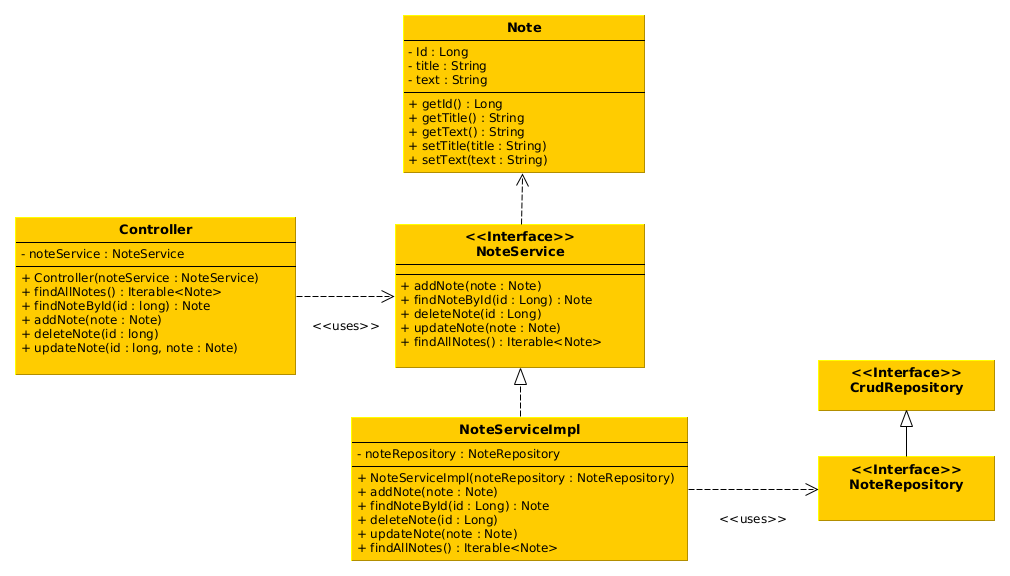 Note
- Id : Long
- title : String
- text : String
+ getId() : Long
+ getTitle() : String
+ getText() : String
+ setTitle(title : String)
+ setText(text : String)
Controller
- noteService : NoteService
+ Controller(noteService : NoteService)
+ findAllNotes() : Iterable<Note>
+ findNoteById(id : long) : Note
+ addNote(note : Note)
+ deleteNote(id : long)
+ updateNote(id : long, note : Note)
<<uses>>
<<Interface>>
NoteService
+ addNote(note : Note)
+ findNoteById(id : Long) : Note
+ deleteNote(id : Long)
+ updateNote(note : Note)
+ findAllNotes() : Iterable<Note>
NoteServiceImpl
- noteRepository : NoteRepository
+ NoteServiceImpl(noteRepository : NoteRepository)
+ addNote(note : Note)
+ findNoteById(id : Long) : Note
+ deleteNote(id : Long)
+ updateNote(note : Note)
+ findAllNotes() : Iterable<Note>
<<uses>>
<<Interface>>
CrudRepository
<<Interface>>
NoteRepository